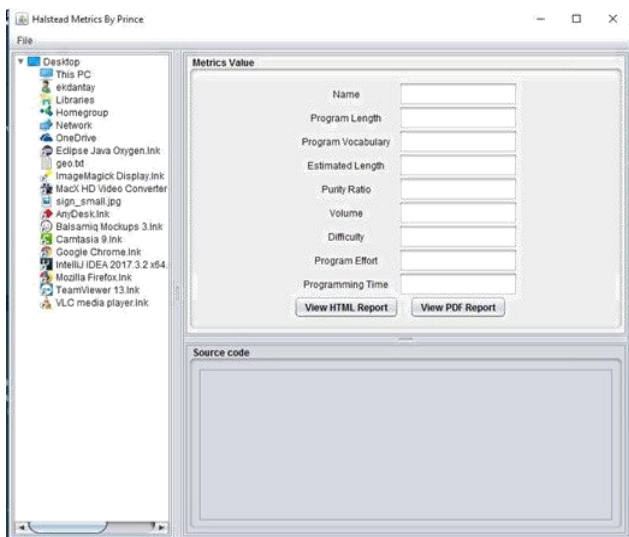 Halstead Metrics By Prince
File
Desktop
This PC
ekdantay
Libraries
Homegroup
Network
OneDrive
Eclipse Java Oxygen.lnk
geo.txt
ImageMagick Display.lnk
MacX HD Video Converter
sign_small.jpg
AnyDesk.lnk
Balsamiq Mockups 3.lnk
Camtasia 9.lnk
Google Chrome.lnk
IntelliJ IDEA 2017.3.2 x64.
Mozilla Firefox.lnk
TeamViewer 13.lnk
VLC media player.lnk
Metrics Value
Name
Program Length
Program Vocabulary
Estimated Length
Purity Ratio
Volume
Difficulty
Program Effort
Programming Time
View HTML Report View PDF Report
Source code